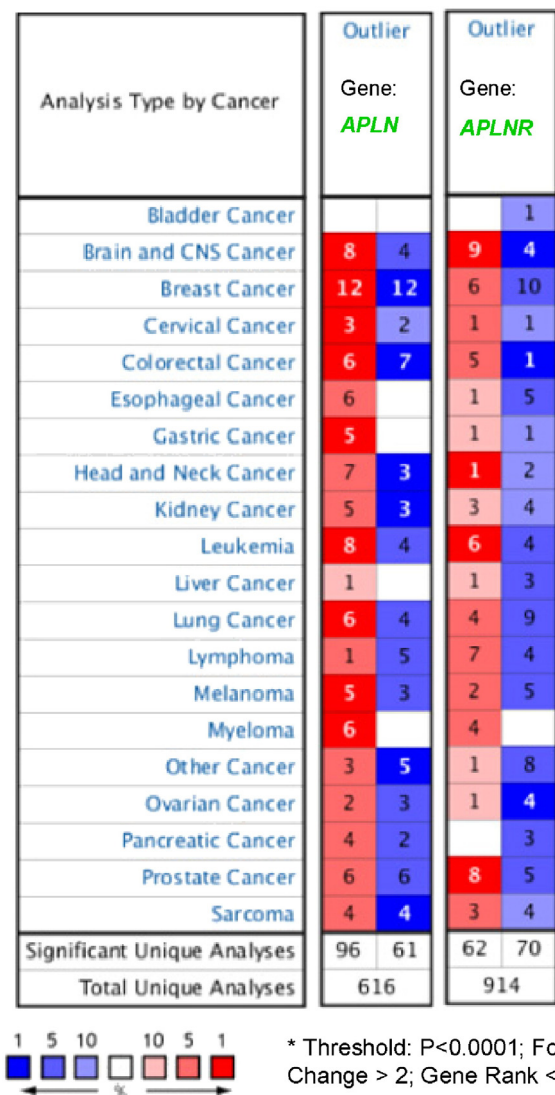 Outlier Outlier
Analysis Type by Cancer Gene: Gene:
APLN APLNR
Bladder Cancer 1
Brain and CNS Cancer 8 4 9 4
Breast Cancer 12 12 6 10
Cervical Cancer 3 2 1 1
Colorectal Cancer 6 7 5 1
Esophageal Cancer 6 1 5
Gastric Cancer 5 1 1
Head and Neck Cancer 7 3 1 2
Kidney Cancer 5 3 3 4
Leukemia 8 4 6 4
Liver Cancer 1 1 3
Lung Cancer 6 4 4 9
Lymphoma 1 5 7 4
Melanoma 5 3 2 5
Myeloma 6 4
Other Cancer 3 5 1 8
Ovarian Cancer 2 3 1 4
Pancreatic Cancer 4 2 3
Prostate Cancer 6 6 8 5
Sarcoma 4 4 3 4
Significant Unique Analyses 96 61 62 70
Total Unique Analyses 616 914
1 5 10 10 5 1
%
* Threshold: P<0.0001; Fo
Change > 2; Gene Rank <